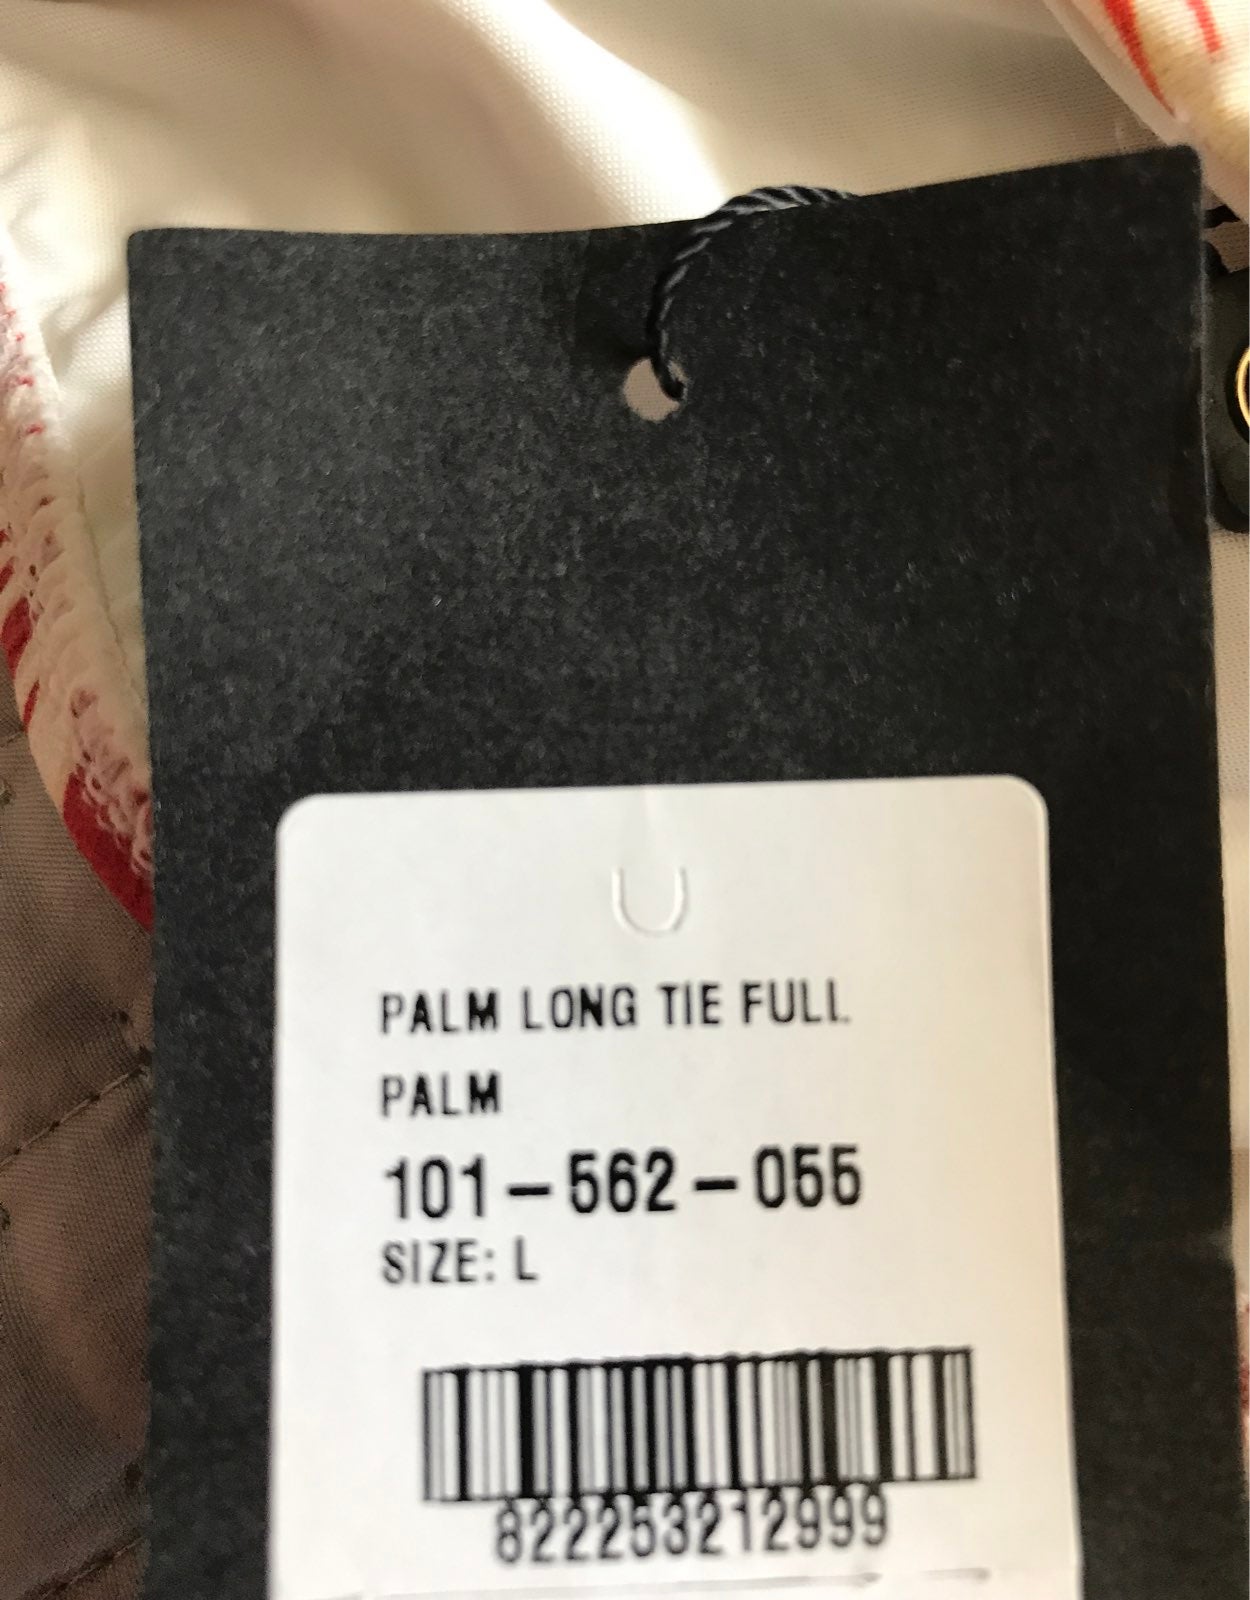 PALM LONG TIE FULL
PALM
101-562-055
SIZE: L
822253212999